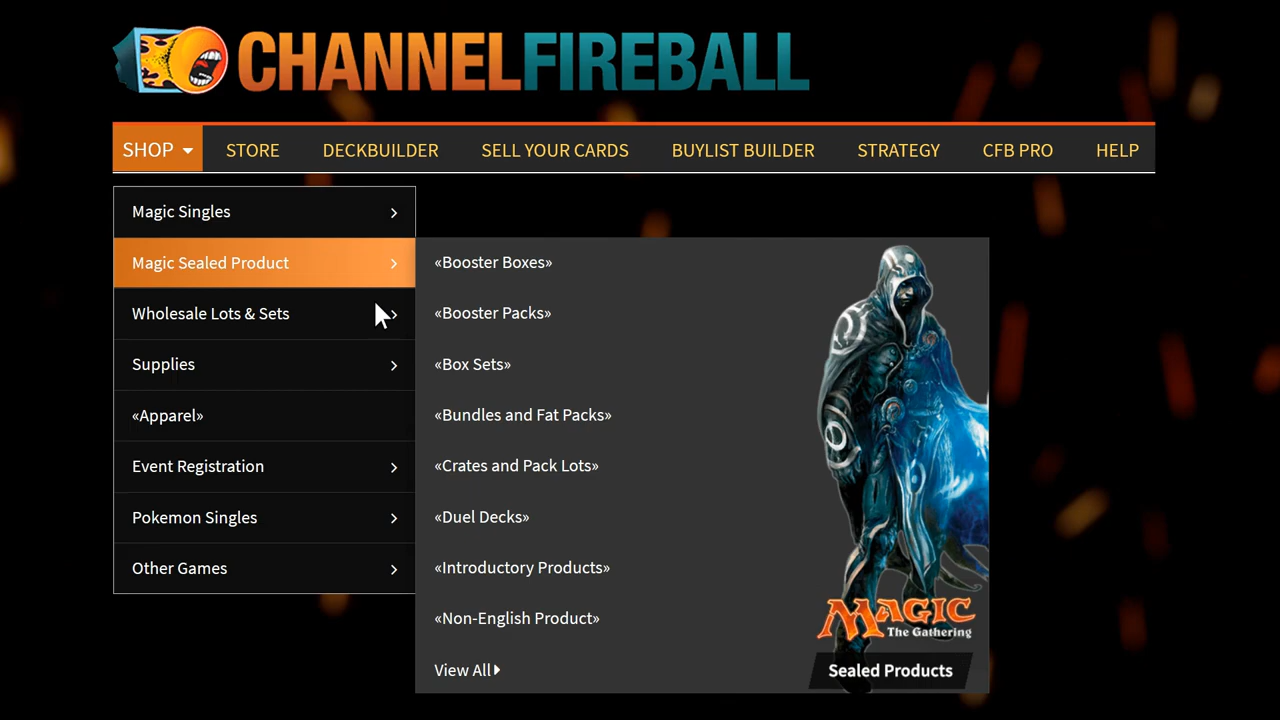 CHANNELFIREBALL
SHOP STORE DECKBUILDER SELL YOUR CARDS BUYLIST BUILDER STRATEGY CFB PRO HELP
Magic Singles
Magic Sealed Product
Wholesale Lots & Sets
Supplies
«Apparel»
Event Registration
Pokemon Singles
Other Games
«Booster Boxes»
«Booster Packs»
«Box Sets»
«Bundles and Fat Packs»
«Crates and Pack Lots»
«Duel Decks»
«Introductory Products»
«Non-English Product»
View All
MAGIC
The Gathering
Sealed Products